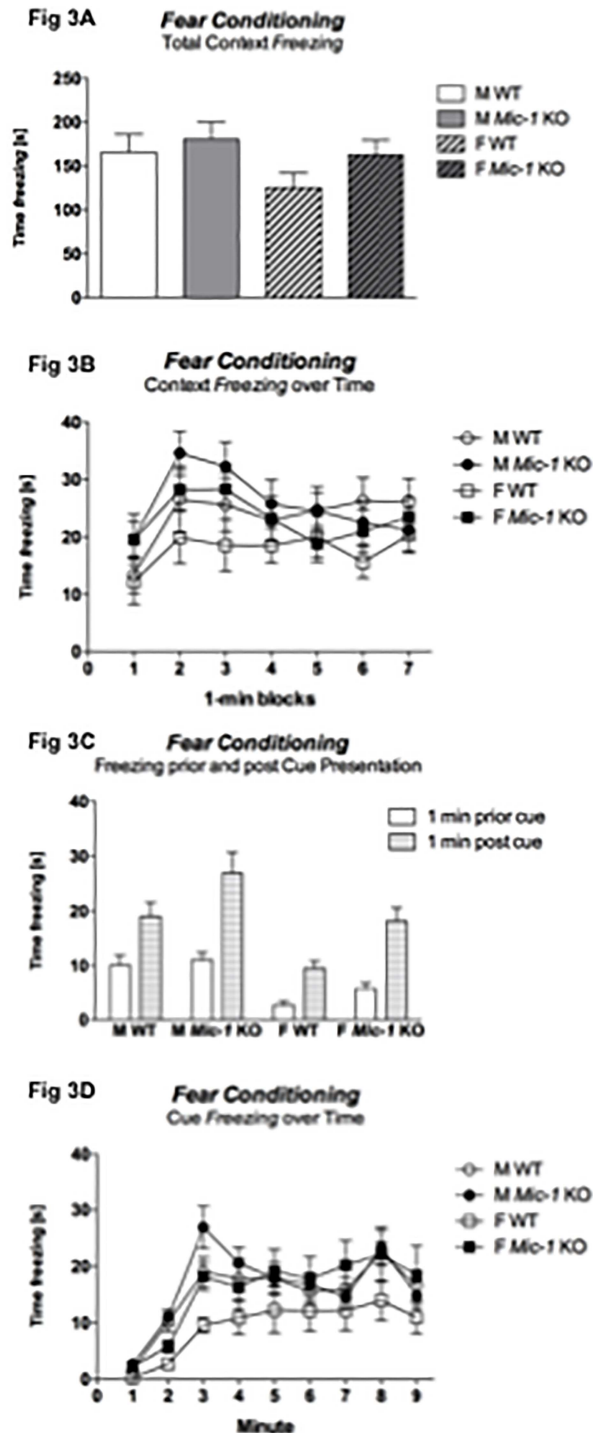 Fig 3A
Fear Conditioning
Total Context Freezing
Time freezing [s]
250
200
150
100
50
0
M WT
M Mic-1 KO
F WT
F Mic-1 KO
Fig 3B
Fear Conditioning
Context Freezing over Time
Time freezing [s]
40
30
20
10
0
0 1 2 3 4 5 6 7
1-min blocks
M WT
M Mic-1 KO
F WT
F Mic-1 KO
Fig 3C
Fear Conditioning
Freezing prior and post Cue Presentation
Time freezing [s]
40
30
20
10
0
M WT M Mic-1 KO F WT F Mic-1 KO
1 min prior cue
1 min post cue
Fig 3D
Fear Conditioning
Cue Freezing over Time
Time freezing [s]
40
30
20
10
0
0 1 2 3 4 5 6 7 8 9
Minute
M WT
M Mic-1 KO
F WT
F Mic-1 KO